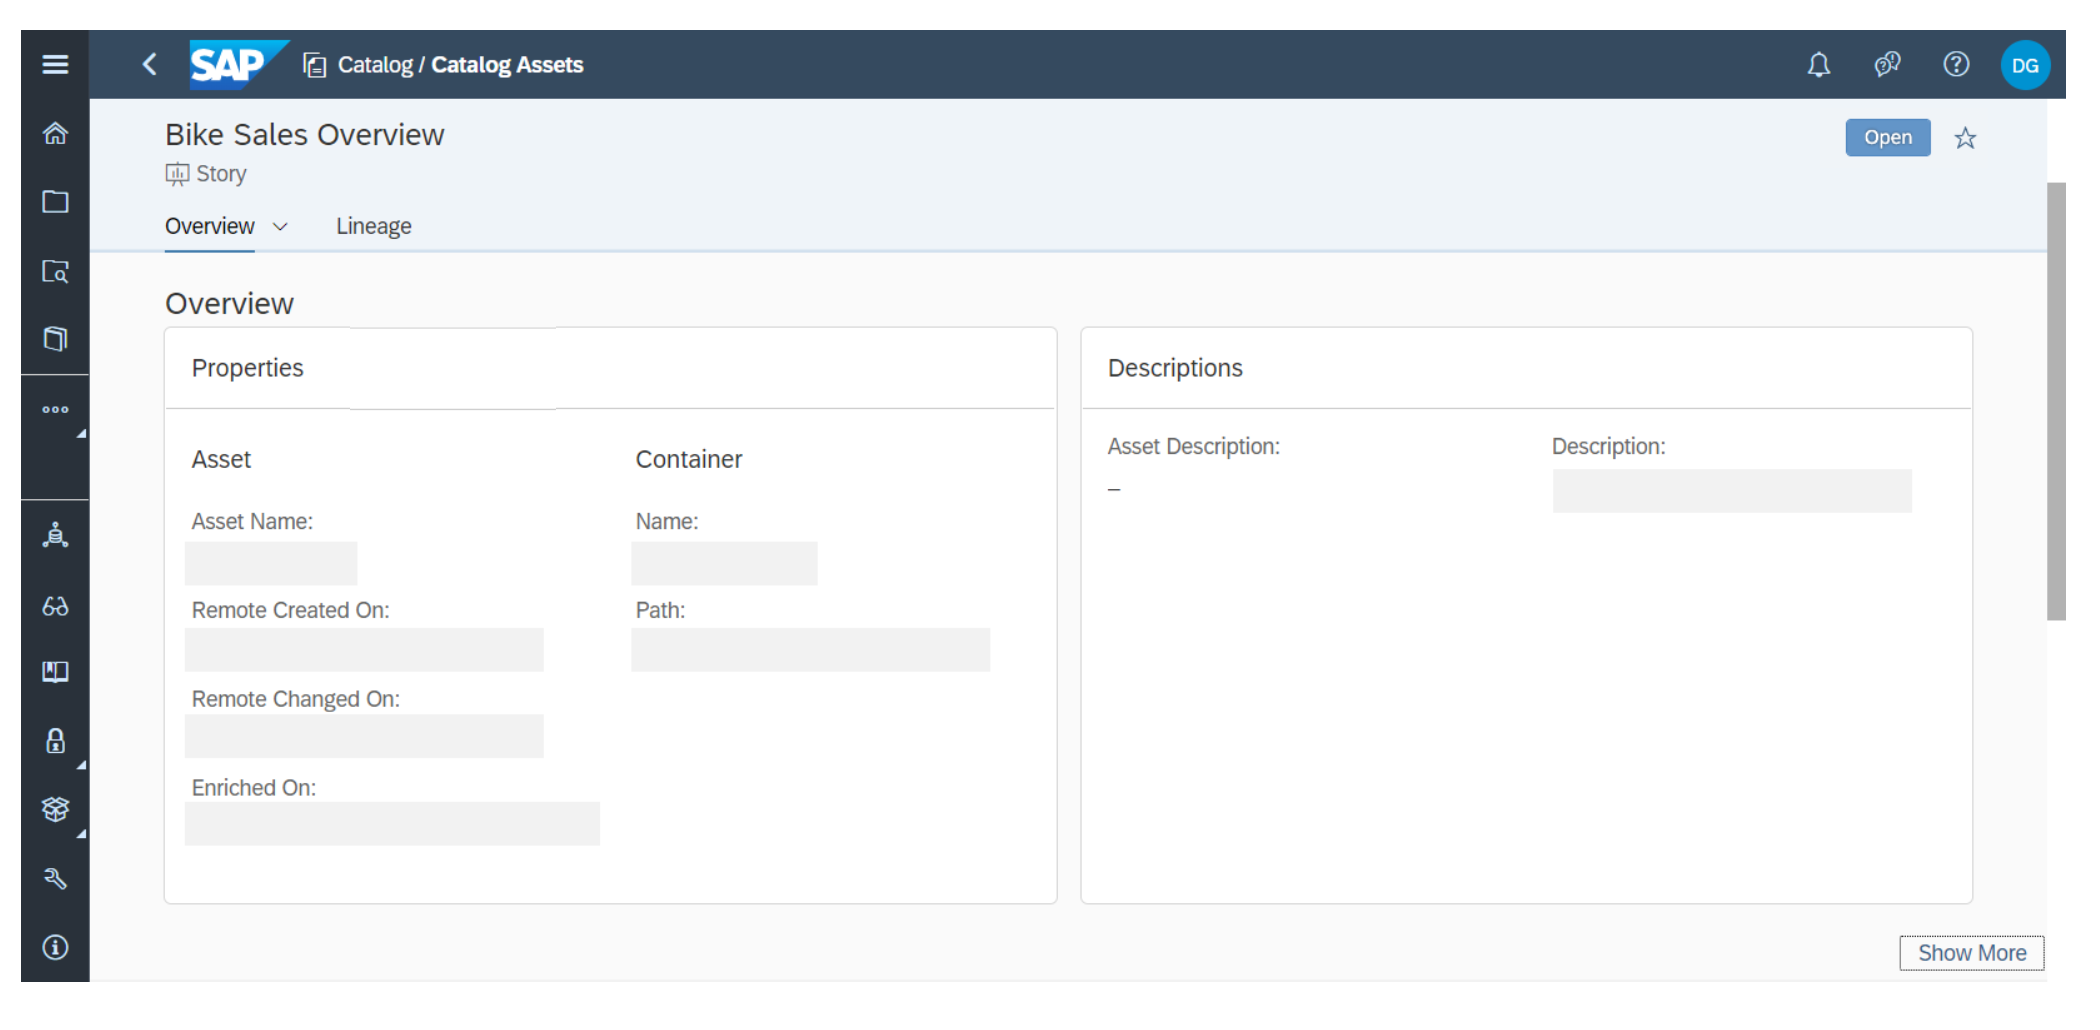 SAP Catalog / Catalog Assets DG
Bike Sales Overview Open
Story
Overview Lineage
Overview
Properties
Asset Container
Asset Name: Name:
Remote Created On: Path:
Remote Changed On:
Enriched On:
Descriptions
Asset Description: Description:
–
Show More